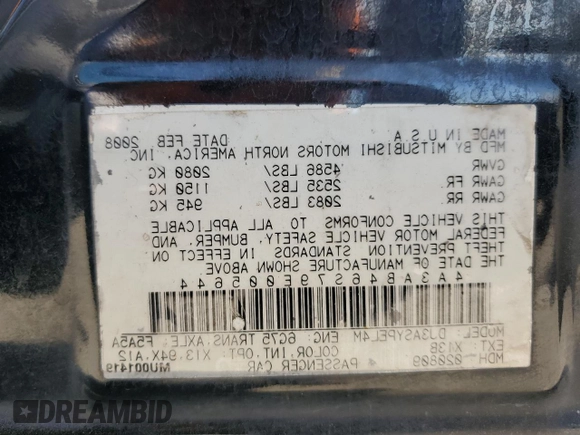 MADE IN U.S.A. DATE FEB 2008
MFD BY MITSUBISHI MOTORS NORTH AMERICA, INC.
GVWR 4586 LBS/ 2080 KG
GAWR FR. 2535 LBS/ 1150 KG
GAWR RR 2083 LBS/ 945 KG
THIS VEHICLE CONFORMS TO ALL APPLICABLE
FEDERAL MOTOR VEHICLE SAFETY, BUMPER, AND
THEFT PREVENTION STANDARDS IN EFFECT ON
THE DATE OF MANUFACTURE SHOWN ABOVE.
4A3AB46S79E005644
MODEL: DJ3ASYPEL4M ENG: 6G75 TRANS. AXLE: F5A5A
EXT: X13B COLOR.INT.OPT: X13.94X.A12
MDH 020809 PASSENGER CAR MU001419
DREAMBID